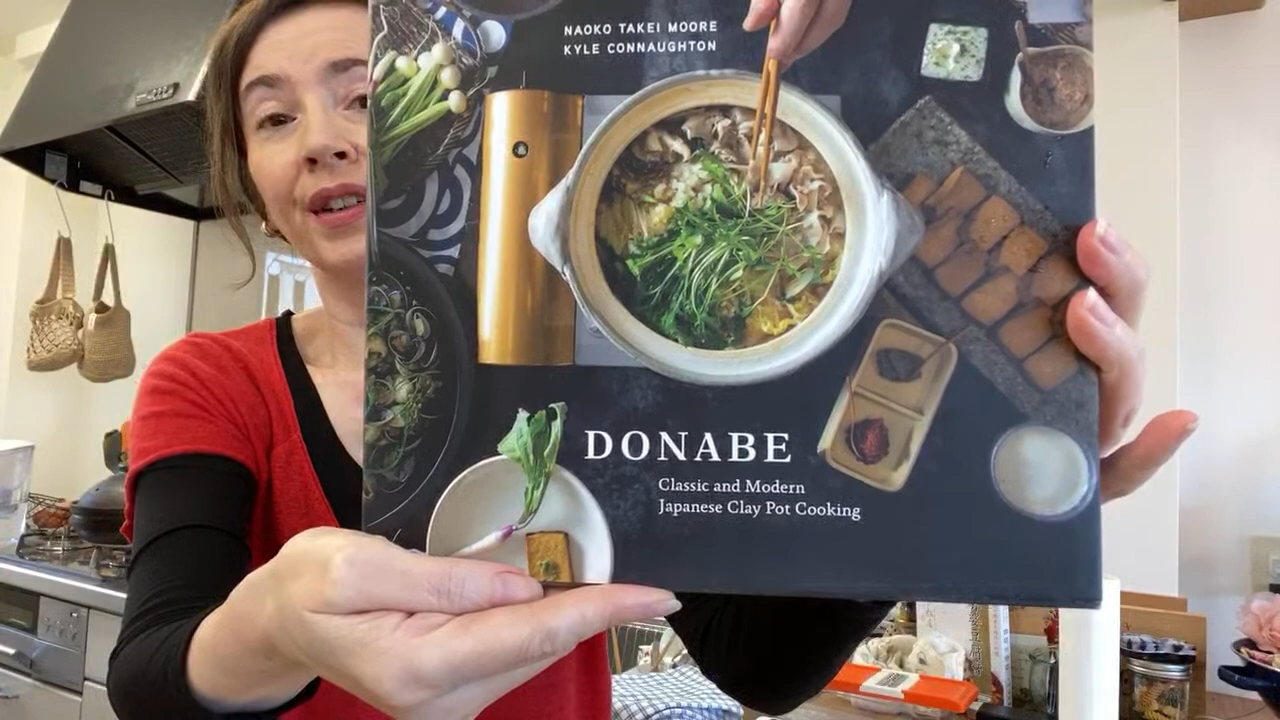 NAOKO TAKEI MOORE
KYLE CONNAUGHTON
DONABE
Classic and Modern
Japanese Clay Pot Cooking